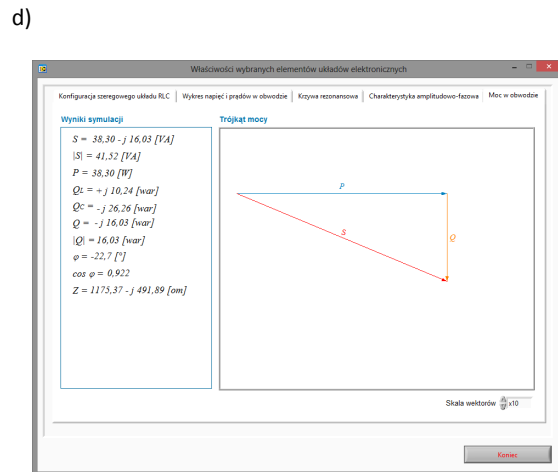 d)
Właściwości wybranych elementów układów elektronicznych
Konfiguracja szeregowego układu RLC Wykres napięć i prądów w obwodzie Krzywa rezonansowa Charakterystyka amplitudowo-fazowa Moc w obwodzie
Wyniki symulacji Trójkąt mocy
S = 38,30 - j 16,03 [VA]
|S| = 41,52 [VA]
P = 38,30 [W]
QL = + j 10,24 [war]
QC = - j 26,26 [war]
Q = - j 16,03 [war]
|Q| = 16,03 [war]
φ = -22,7 [°]
cos φ = 0,922
Z = 1175,37 - j 491,89 [om]
P
S
Q
Skala wektorów x10
Koniec